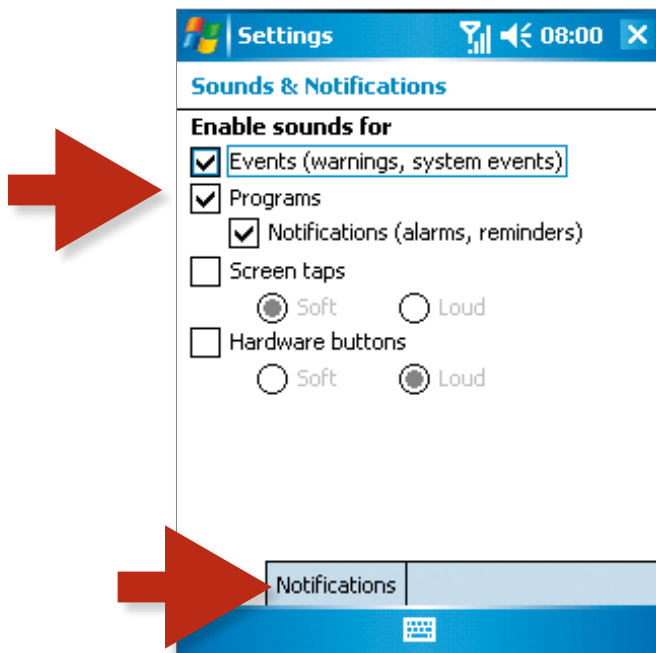 Settings 08:00
Sounds & Notifications
Enable sounds for
Events (warnings, system events)
Programs
Notifications (alarms, reminders)
Screen taps
Soft Loud
Hardware buttons
Soft Loud
Notifications